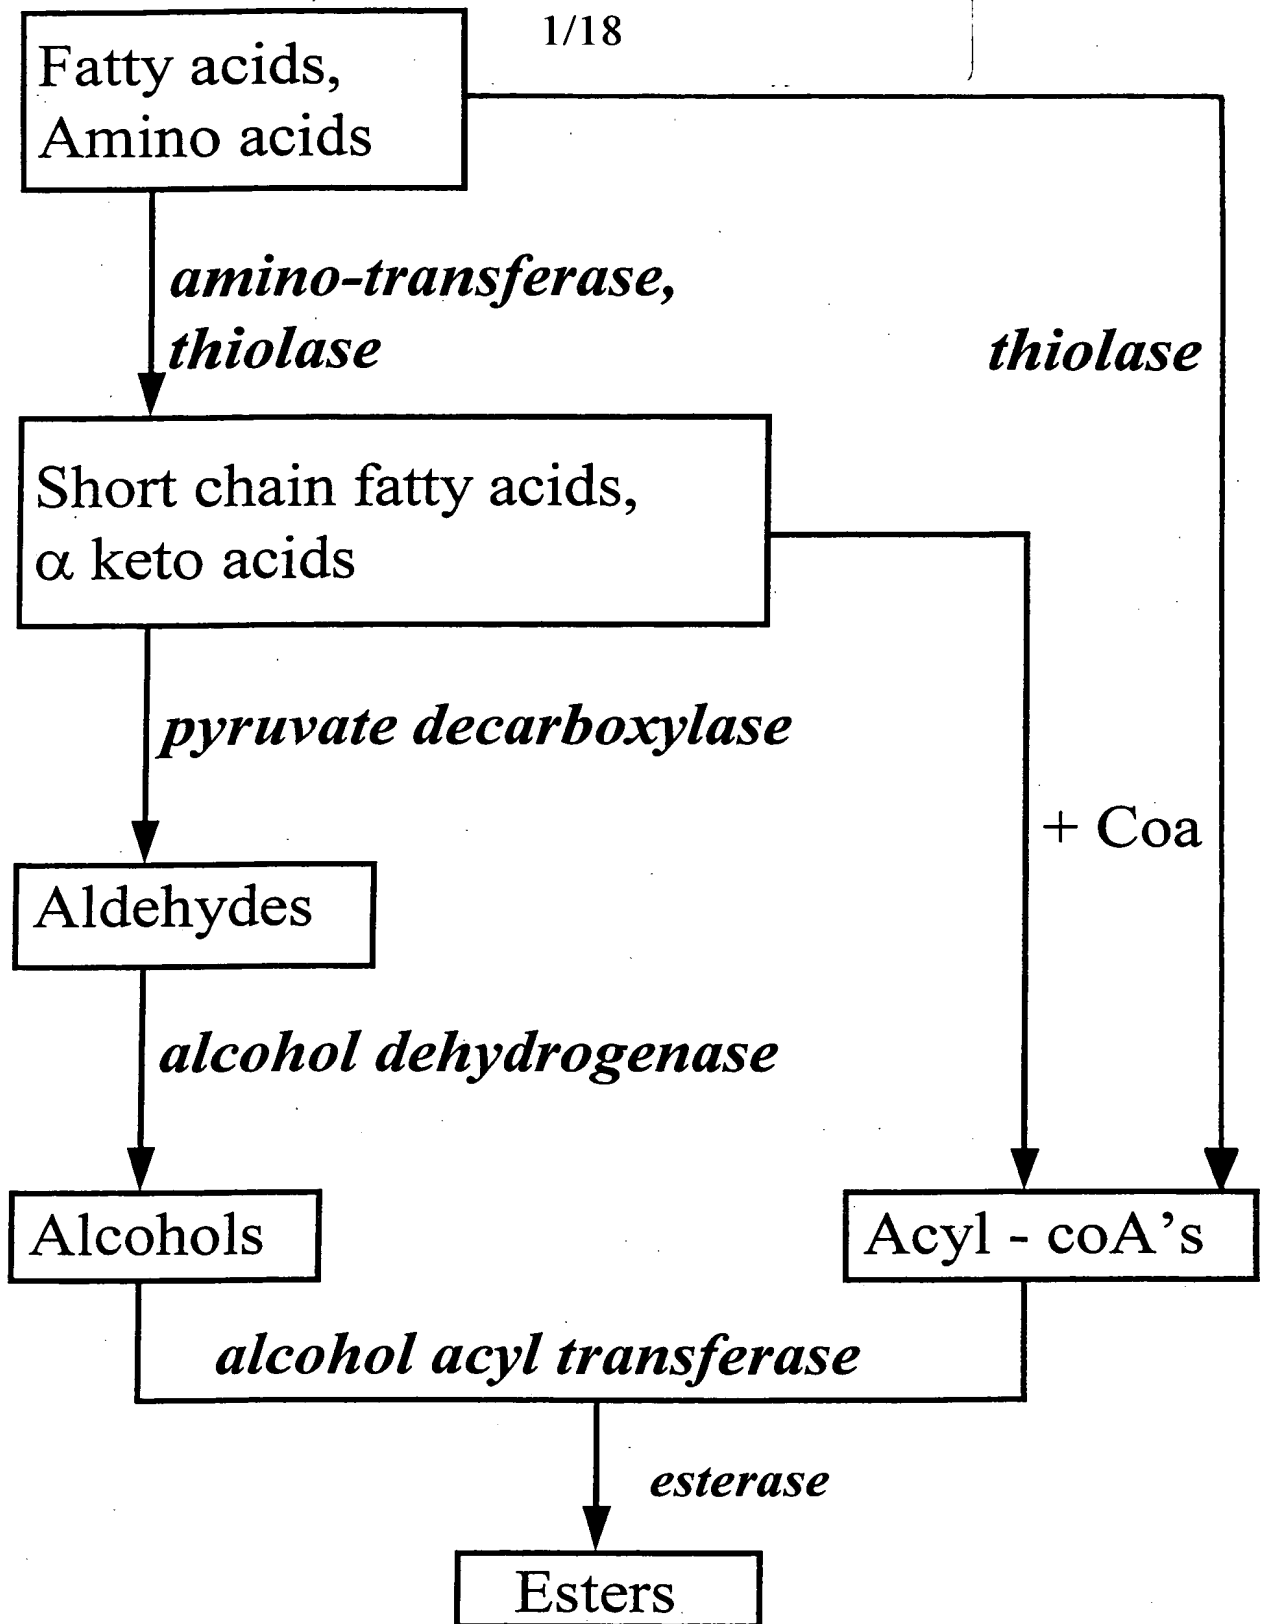 1/18
Fatty acids,
Amino acids
amino-transferase,
thiolase
thiolase
Short chain fatty acids,
α keto acids
pyruvate decarboxylase
+ Coa
Aldehydes
alcohol dehydrogenase
Alcohols
Acyl - coA’s
alcohol acyl transferase
esterase
Esters